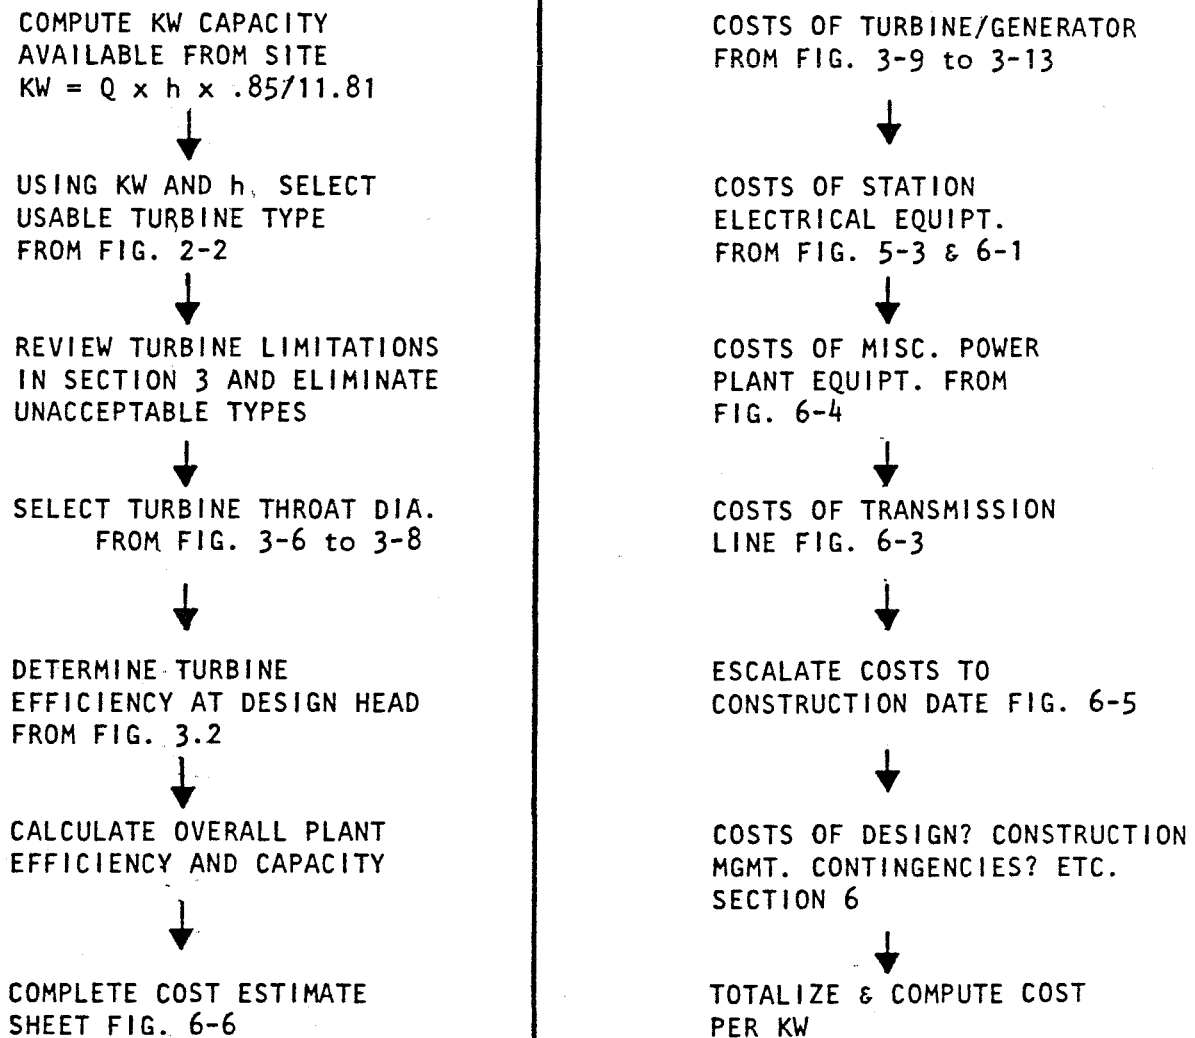 COMPUTE KW CAPACITY
AVAILABLE FROM SITE
KW = Q x h x .85/11.81
USING KW AND h, SELECT
USABLE TURBINE TYPE
FROM FIG. 2-2
REVIEW TURBINE LIMITATIONS
IN SECTION 3 AND ELIMINATE
UNACCEPTABLE TYPES
SELECT TURBINE THROAT DIA.
FROM FIG. 3-6 to 3-8
DETERMINE TURBINE
EFFICIENCY AT DESIGN HEAD
FROM FIG. 3.2
CALCULATE OVERALL PLANT
EFFICIENCY AND CAPACITY
COMPLETE COST ESTIMATE
SHEET FIG. 6-6
COSTS OF TURBINE/GENERATOR
FROM FIG. 3-9 to 3-13
COSTS OF STATION
ELECTRICAL EQUIPT.
FROM FIG. 5-3 & 6-1
COSTS OF MISC. POWER
PLANT EQUIPT. FROM
FIG. 6-4
COSTS OF TRANSMISSION
LINE FIG. 6-3
ESCALATE COSTS TO
CONSTRUCTION DATE FIG. 6-5
COSTS OF DESIGN? CONSTRUCTION
MGMT. CONTINGENCIES? ETC.
SECTION 6
TOTALIZE & COMPUTE COST
PER KW